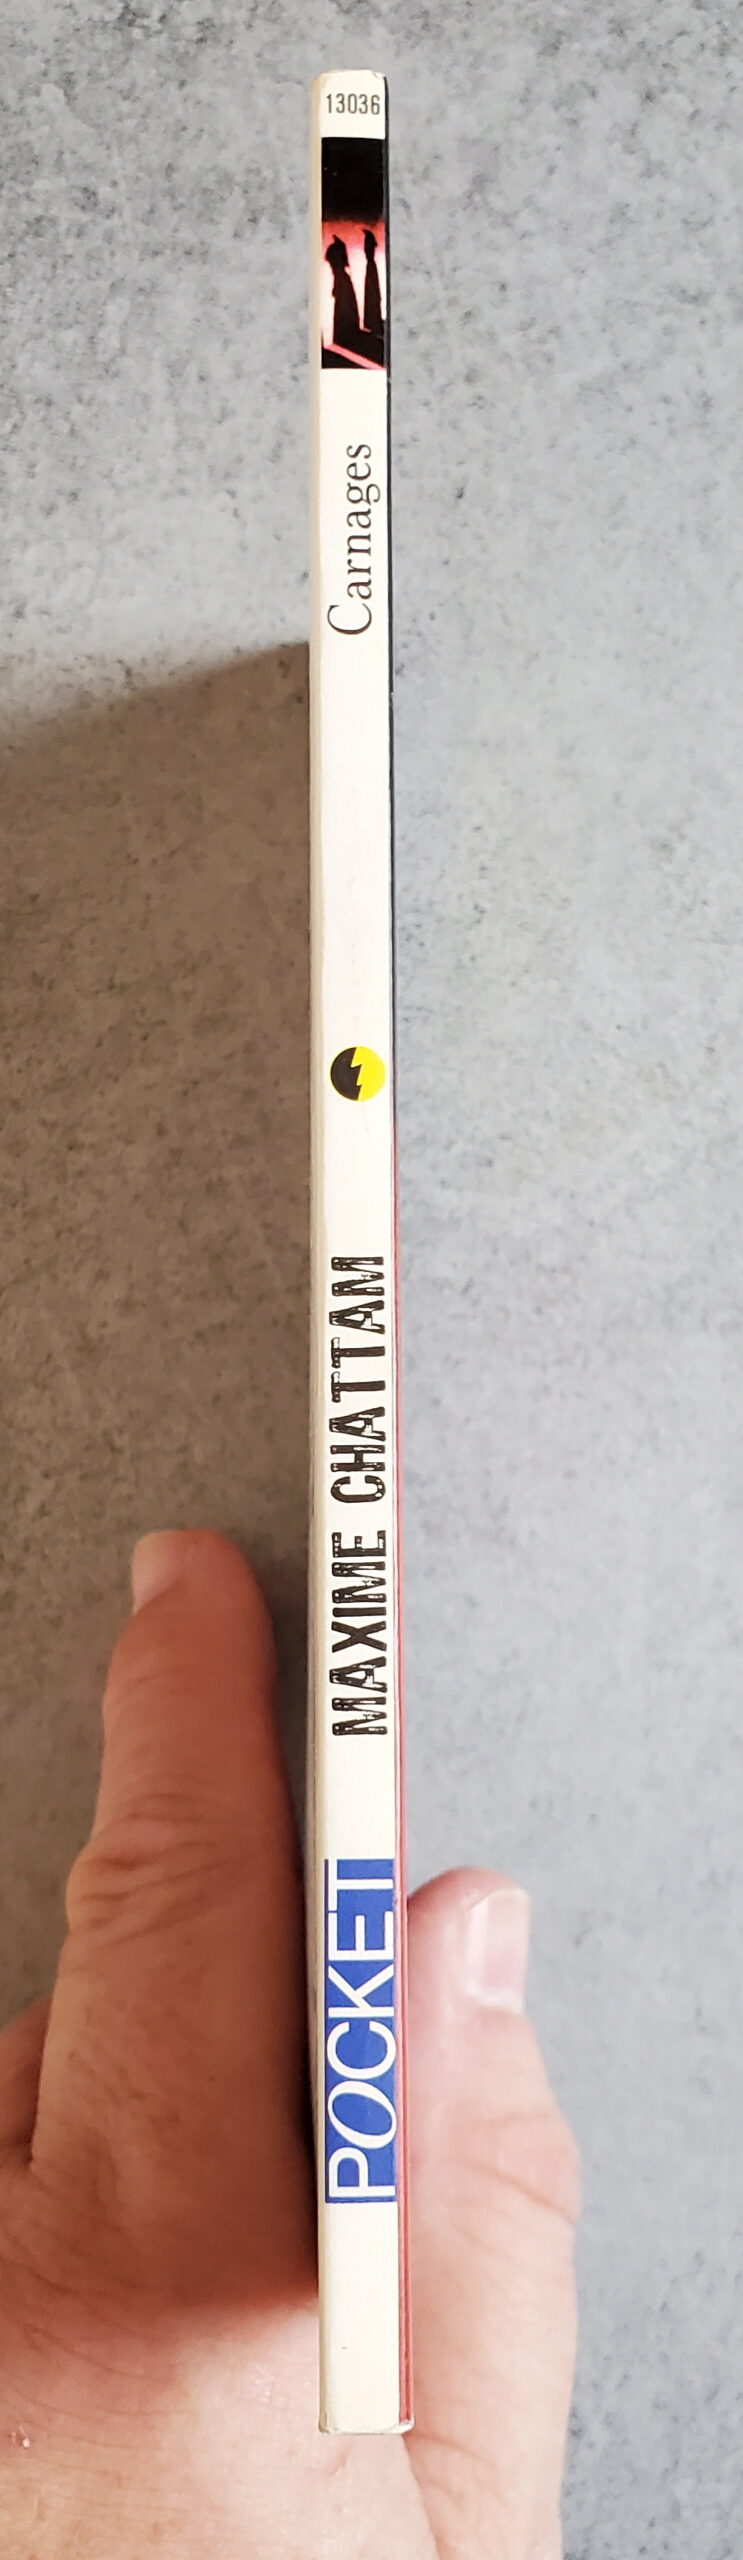 13036
Carnages
MAXIME CHATTAM
POCKET